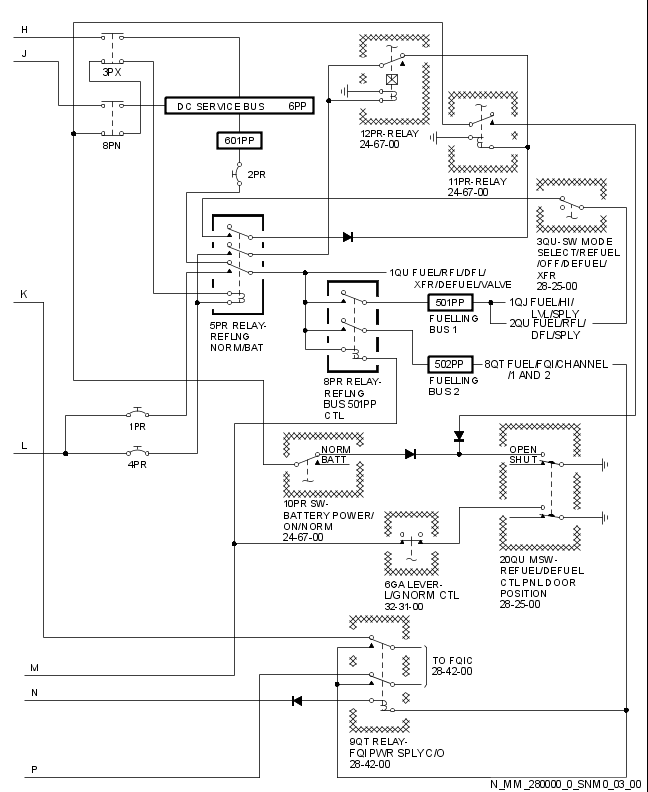 H
J
3PX
DC SERVICE BUS 6PP
8PN
601PP
2PR
12PR-RELAY
24-67-00
11PR-RELAY
24-67-00
3QU-SW MODE
SELECT/REFUEL
/OFF/DEFUEL/
XFR
28-25-00
K
5PR RELAY-
REFLNG
NORM/BAT
1QU FUEL/RFL/DFL/
XFR/DEFUEL/VALVE
501PP
FUELLING
BUS 1
1QJ FUEL/HI/
LVL/SPLY
2QU FUEL/RFL/
DFL/SPLY
8PR RELAY-
REFLNG
BUS 501PP
CTL
502PP
FUELLING
BUS 2
8QT FUEL/FQI/CHANNEL
/1 AND 2
1PR
L
4PR
NORM
BATT
10PR SW-
BATTERY POWER/
ON/NORM
24-67-00
OPEN
SHUT
6GA LEVER-
L/G NORM CTL
32-31-00
20QU MSW-
REFUEL/DEFUEL
CTL PNL DOOR
POSITION
28-25-00
M
TO FQIC
28-42-00
N
9QT RELAY-
FQI PWR SPLY C/O
28-42-00
P
N_MM_280000_0_SNM0_03_00